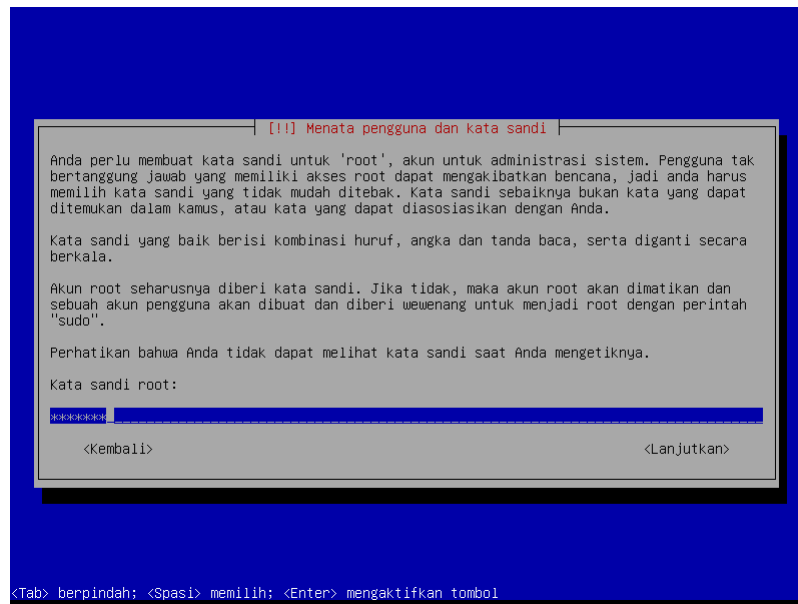 [!!] Menata pengguna dan kata sandi
Anda perlu membuat kata sandi untuk 'root', akun untuk administrasi sistem. Pengguna tak
bertanggung jawab yang memiliki akses root dapat mengakibatkan bencana, jadi anda harus
memilih kata sandi yang tidak mudah ditebak. Kata sandi sebaiknya bukan kata yang dapat
ditemukan dalam kamus, atau kata yang dapat diasosiasikan dengan Anda.
Kata sandi yang baik berisi kombinasi huruf, angka dan tanda baca, serta diganti secara
berkala.
Akun root seharusnya diberi kata sandi. Jika tidak, maka akun root akan dimatikan dan
sebuah akun pengguna akan dibuat dan diberi wewenang untuk menjadi root dengan perintah
"sudo".
Perhatikan bahwa Anda tidak dapat melihat kata sandi saat Anda mengetiknya.
Kata sandi root:
*******
<Kembali> <Lanjutkan>
<Tab> berpindah; <Spasi> memilih; <Enter> mengaktifkan tombol